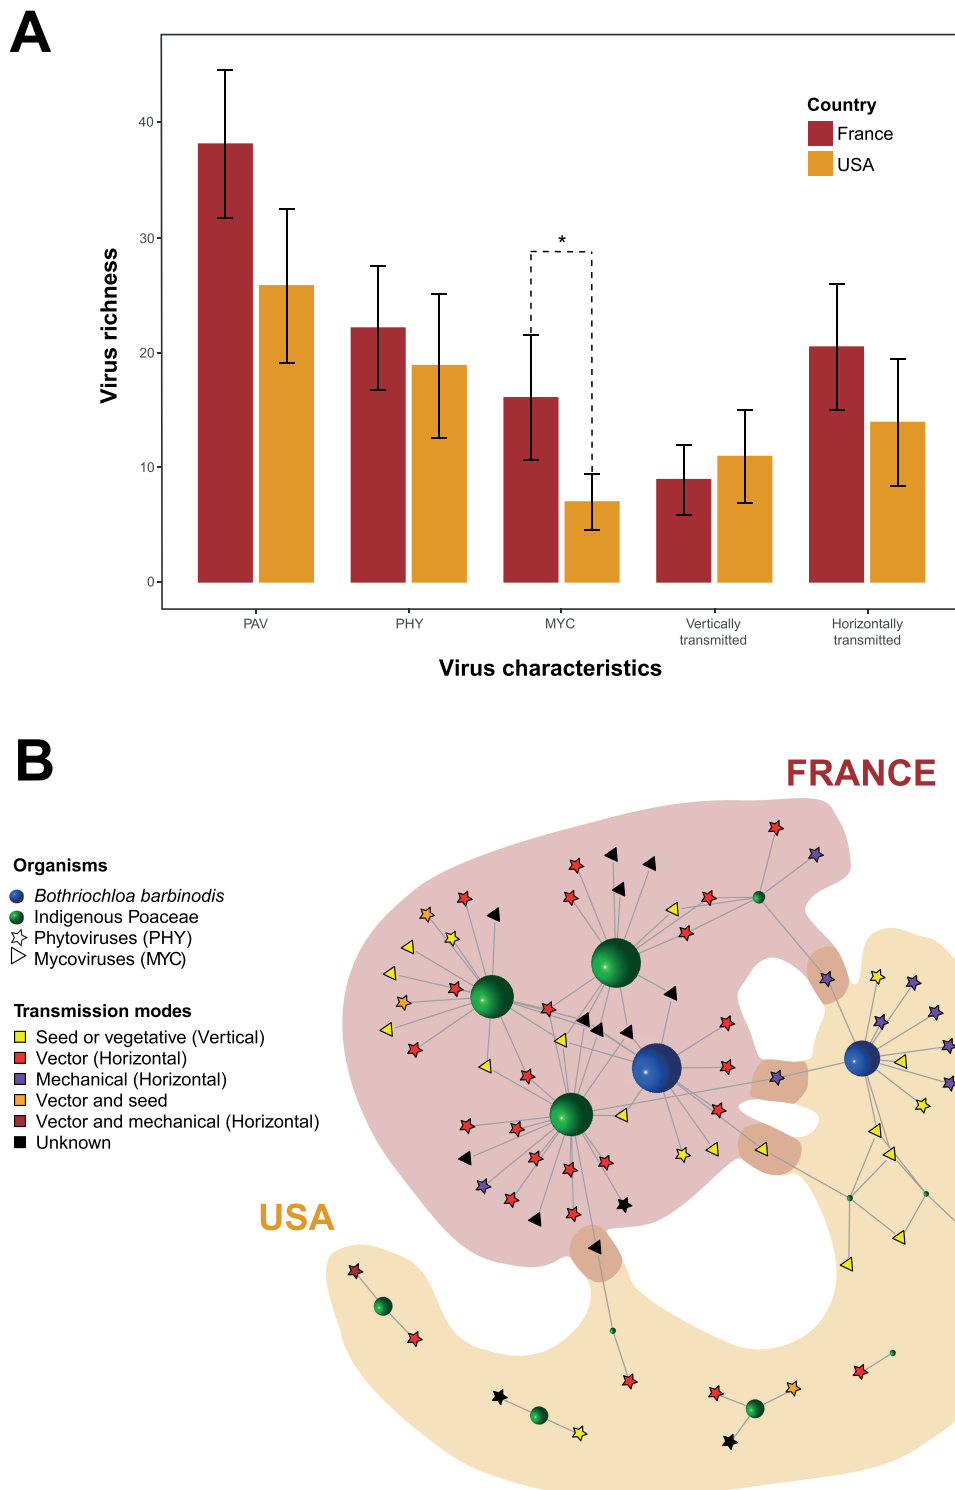 A
Virus richness
40
30
20
10
0
Country
France
USA
*
PAV
PHY
MYC
Vertically
transmitted
Horizontally
transmitted
Virus characteristics
B
FRANCE
USA
Organisms
Bothriochloa barbinodis
Indigenous Poaceae
Phytoviruses (PHY)
Mycoviruses (MYC)
Transmission modes
Seed or vegetative (Vertical)
Vector (Horizontal)
Mechanical (Horizontal)
Vector and seed
Vector and mechanical (Horizontal)
Unknown